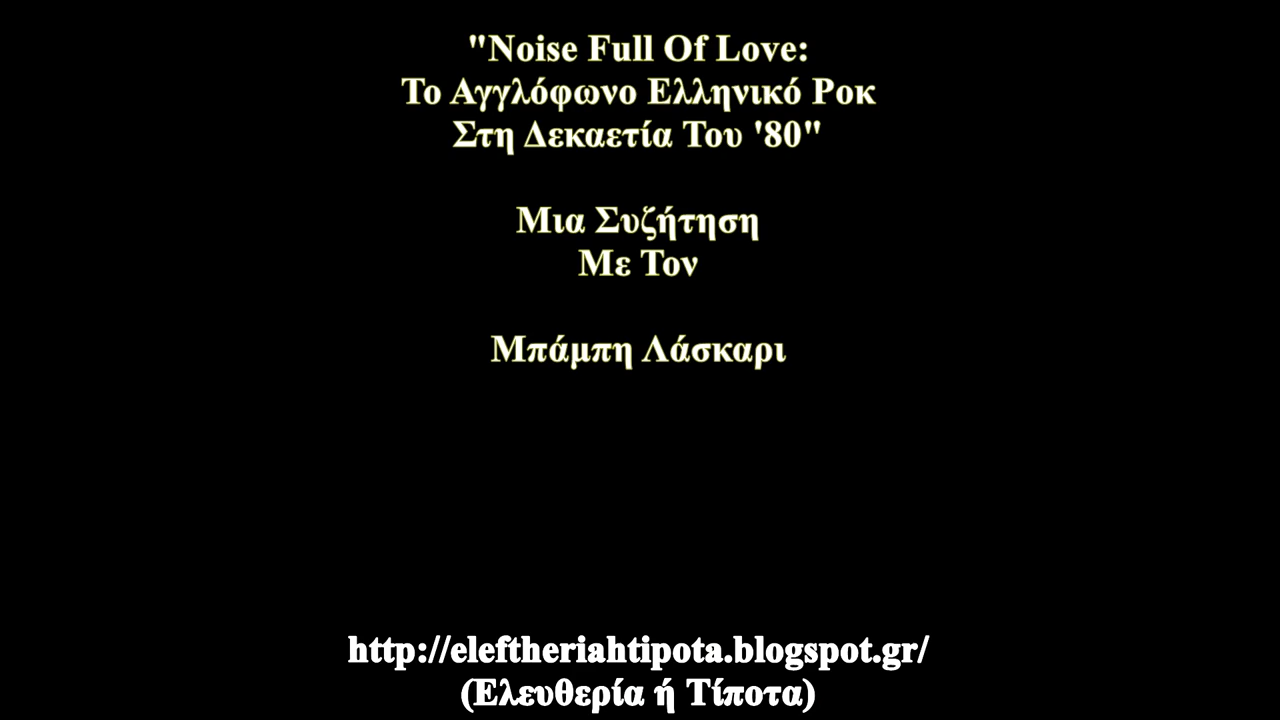 "Noise Full Of Love:
Το Αγγλόφωνο Ελληνικό Ροκ
Στη Δεκαετία Του '80"
Μια Συζήτηση
Με Τον
Μπάμπη Λάσκαρι
http://eleftheriahtipota.blogspot.gr/
(Ελευθερία ή Τίποτα)